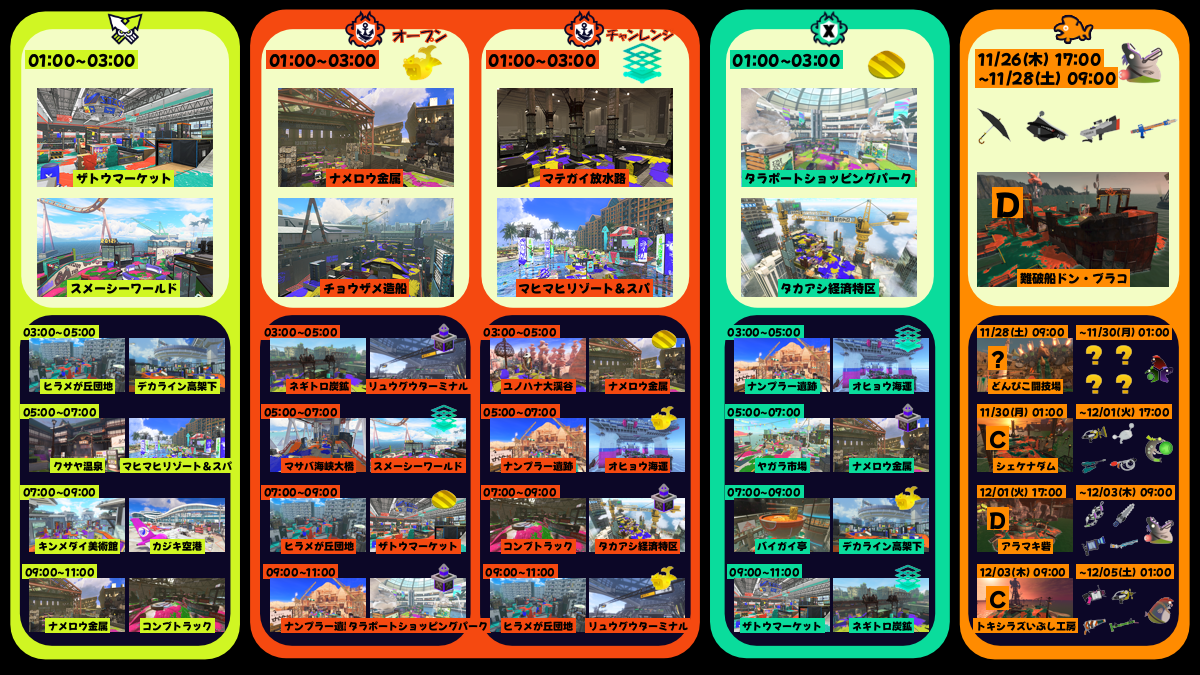 01:00~03:00
ザトウマーケット
スメーシーワールド
03:00~05:00
ヒラメが丘団地
デカライン高架下
05:00~07:00
クサヤ温泉
マヒマヒリゾート&スパ
07:00~09:00
キンメダイ美術館
カジキ空港
09:00~11:00
ナメロウ金属
コンブトラック
オープン
01:00~03:00
ナメロウ金属
チョウザメ造船
03:00~05:00
ネギトロ炭鉱
リュウグウターミナル
05:00~07:00
マサバ海峡大橋
スメーシーワールド
07:00~09:00
ヒラメが丘団地
ザトウマーケット
09:00~11:00
ナンプラー遺
タラポートショッピングパーク
チャンレンジ
01:00~03:00
マテガイ放水路
マヒマヒリゾート&スパ
03:00~05:00
ユノハナ大渓谷
ナメロウ金属
05:00~07:00
ナンプラー遺跡
オヒョウ海運
07:00~09:00
コンブトラック
タカアシ経済特区
09:00~11:00
ヒラメが丘団地
リュウグウターミナル
X
01:00~03:00
タラポートショッピングパーク
タカアシ経済特区
03:00~05:00
ナンプラー遺跡
オヒョウ海運
05:00~07:00
ヤガラ市場
ナメロウ金属
07:00~09:00
バイガイ亭
デカライン高架下
09:00~11:00
ザトウマーケット
ネギトロ炭鉱
11/26(木) 17:00
~11/28(土) 09:00
D
難破船ドン・ブラコ
11/28(土) 09:00
~11/30(月) 01:00
?
? ?
? ?
どんぴこ闘技場
11/30(月) 01:00
~12/01(火) 17:00
C
シェケナダム
12/01(火) 17:00
~12/03(木) 09:00
D
アラマキ砦
12/03(木) 09:00
~12/05(土) 01:00
C
トキシラズいぶし工房